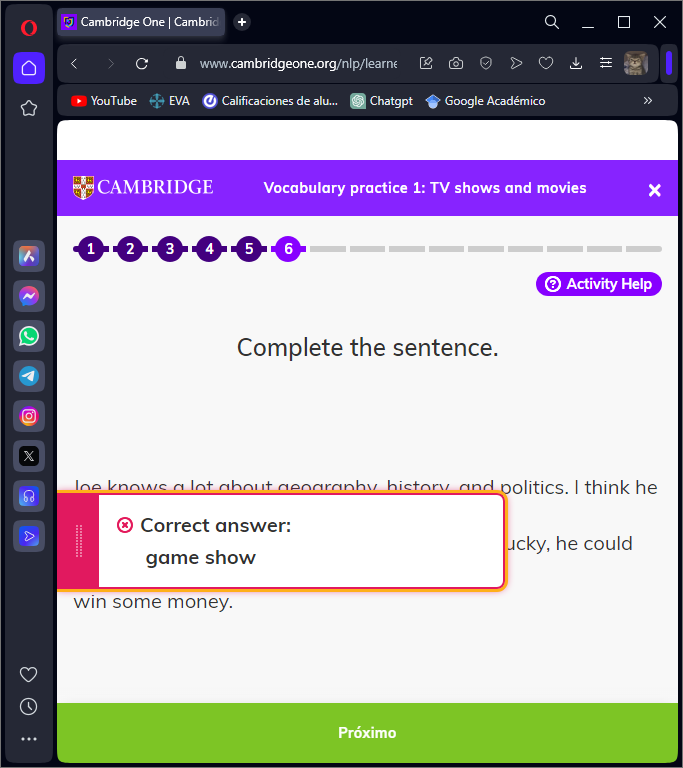 Cambridge One | Cambrid
www.cambridgeone.org/nlp/learne
YouTube EVA Calificaciones de alu... Chatgpt Google Académico
CAMBRIDGE Vocabulary practice 1: TV shows and movies
1 2 3 4 5 6
Activity Help
Complete the sentence.
Joe knows a lot about geography, history, and politics. I think he
Correct answer:
game show
ucky, he could
win some money.
Próximo